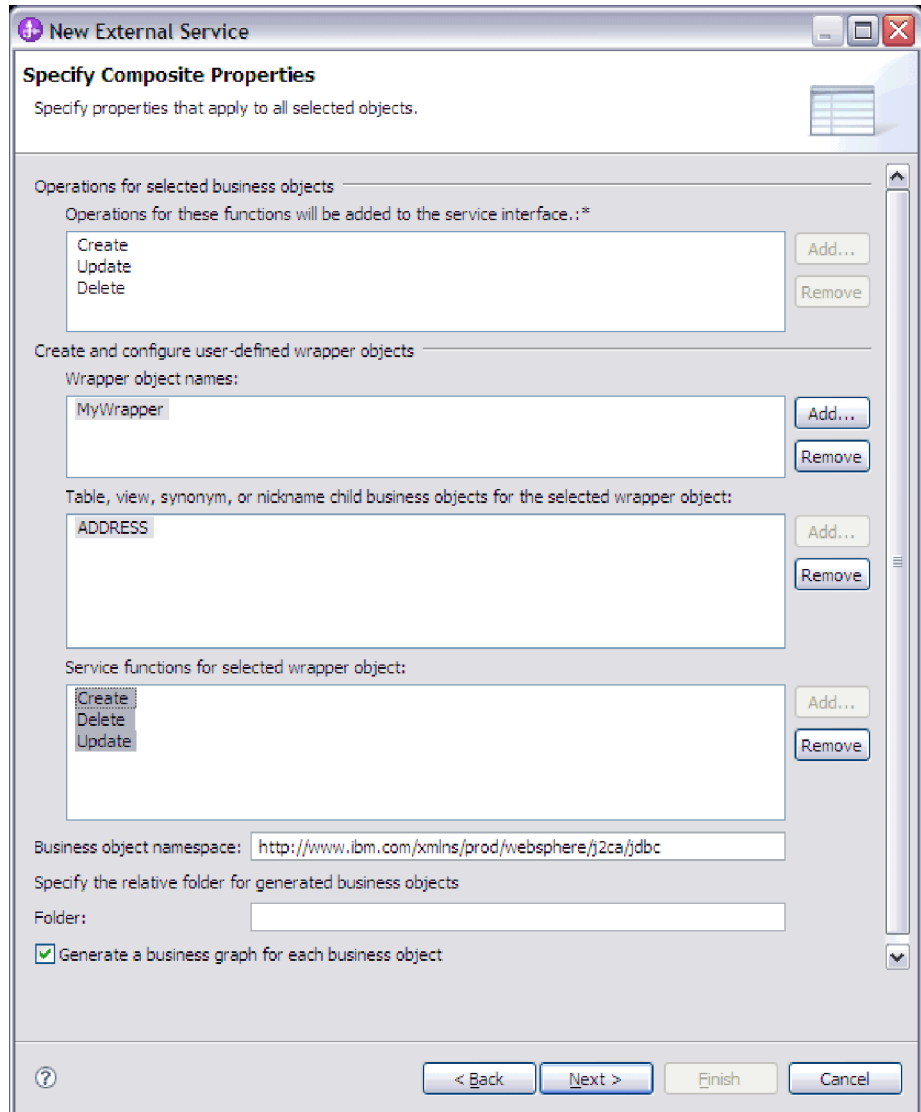 New External Service
Specify Composite Properties
Specify properties that apply to all selected objects.
Operations for selected business objects
Operations for these functions will be added to the service interface.:*
Create
Update
Delete
Add...
Remove
Create and configure user-defined wrapper objects
Wrapper object names:
MyWrapper
Add...
Remove
Table, view, synonym, or nickname child business objects for the selected wrapper object:
ADDRESS
Add...
Remove
Service functions for selected wrapper object:
Create
Delete
Update
Add...
Remove
Business object namespace: http://www.ibm.com/xmlns/prod/websphere/j2ca/jdbc
Specify the relative folder for generated business objects
Folder:
Generate a business graph for each business object
?
< Back
Next >
Finish
Cancel